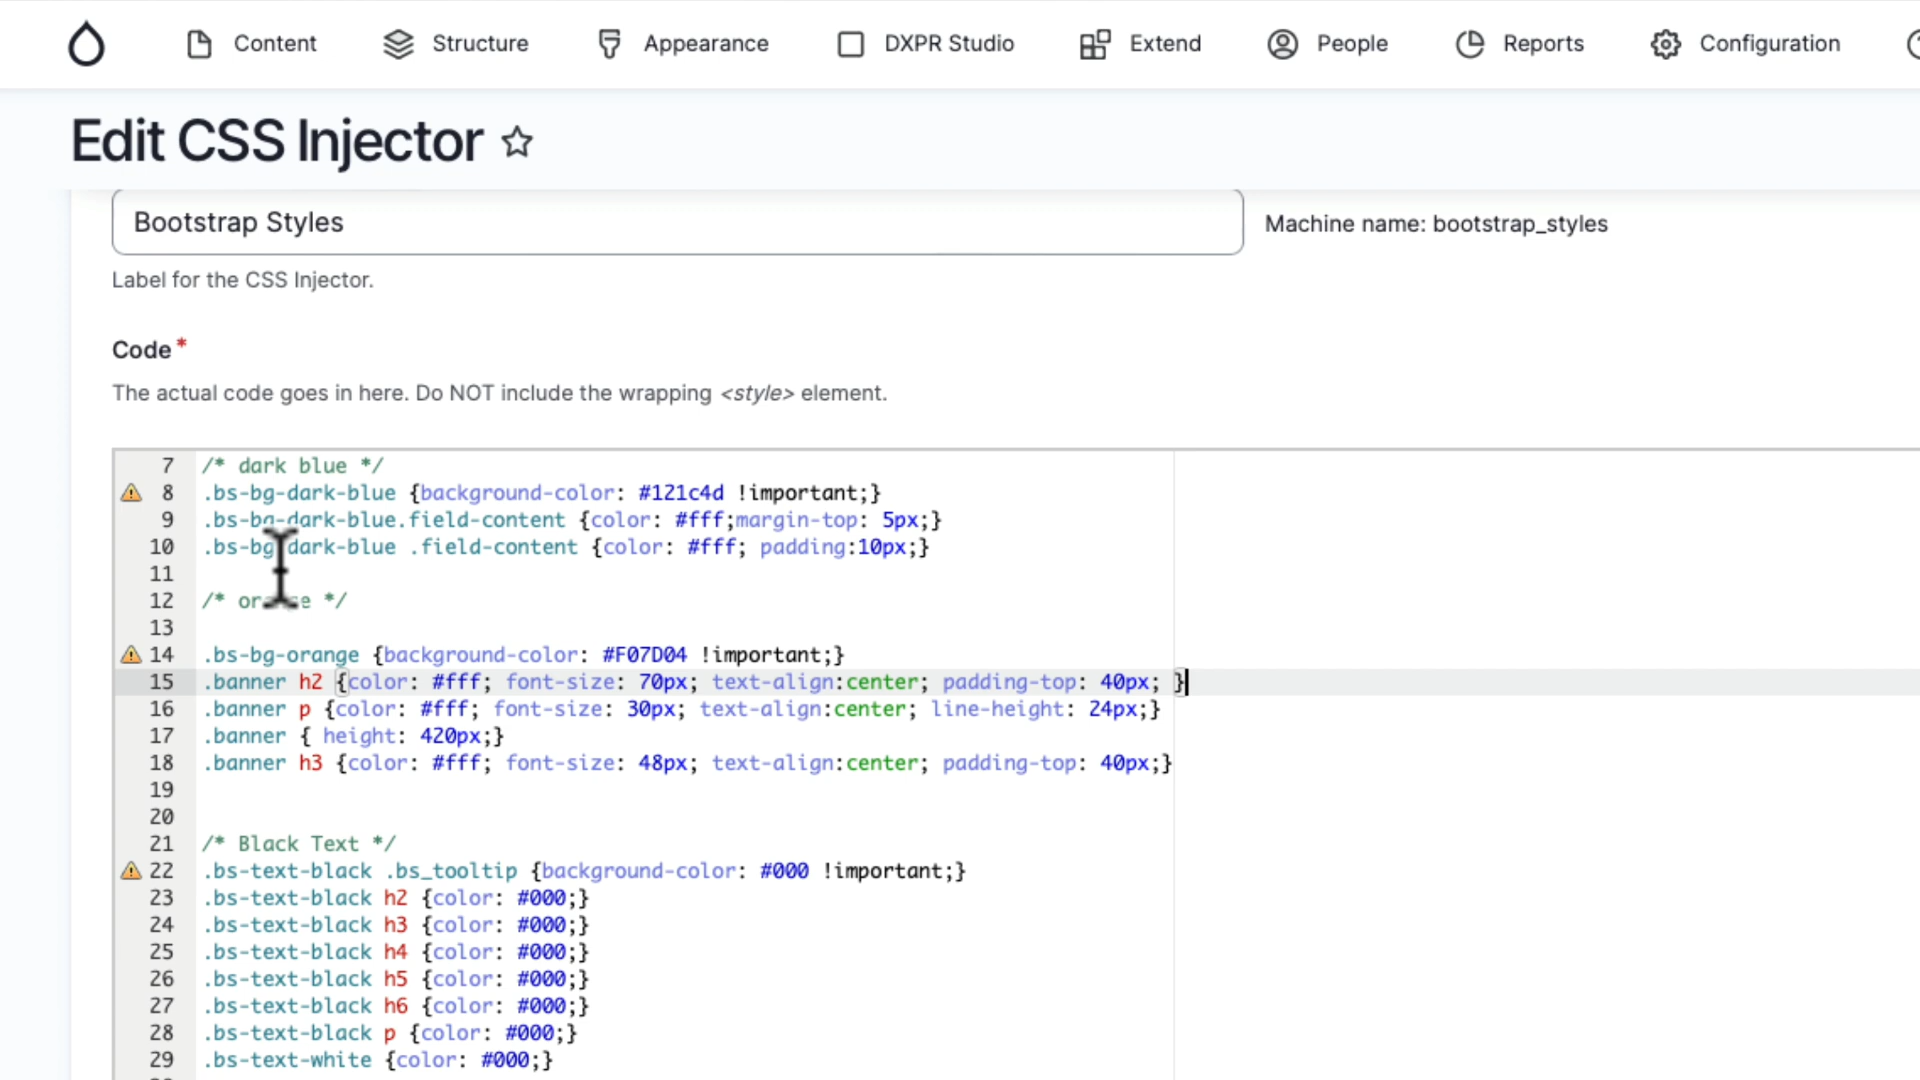 Content Structure Appearance DXPR Studio Extend People Reports Configuration
Edit CSS Injector
Bootstrap Styles
Machine name: bootstrap_styles
Label for the CSS Injector.
Code*
The actual code goes in here. Do NOT include the wrapping <style> element.
7 /* dark blue */
8 .bs-bg-dark-blue {background-color: #121c4d !important;}
9 .bs-bg-dark-blue.field-content {color: #fff;margin-top: 5px;}
10 .bs-bg-dark-blue .field-content {color: #fff; padding:10px;}
11
12 /* orange */
13
14 .bs-bg-orange {background-color: #F07D04 !important;}
15 .banner h2 {color: #fff; font-size: 70px; text-align:center; padding-top: 40px; }
16 .banner p {color: #fff; font-size: 30px; text-align:center; line-height: 24px;}
17 .banner { height: 420px;}
18 .banner h3 {color: #fff; font-size: 48px; text-align:center; padding-top: 40px;}
19
20
21 /* Black Text */
22 .bs-text-black .bs_tooltip {background-color: #000 !important;}
23 .bs-text-black h2 {color: #000;}
24 .bs-text-black h3 {color: #000;}
25 .bs-text-black h4 {color: #000;}
26 .bs-text-black h5 {color: #000;}
27 .bs-text-black h6 {color: #000;}
28 .bs-text-black p {color: #000;}
29 .bs-text-white {color: #000;}